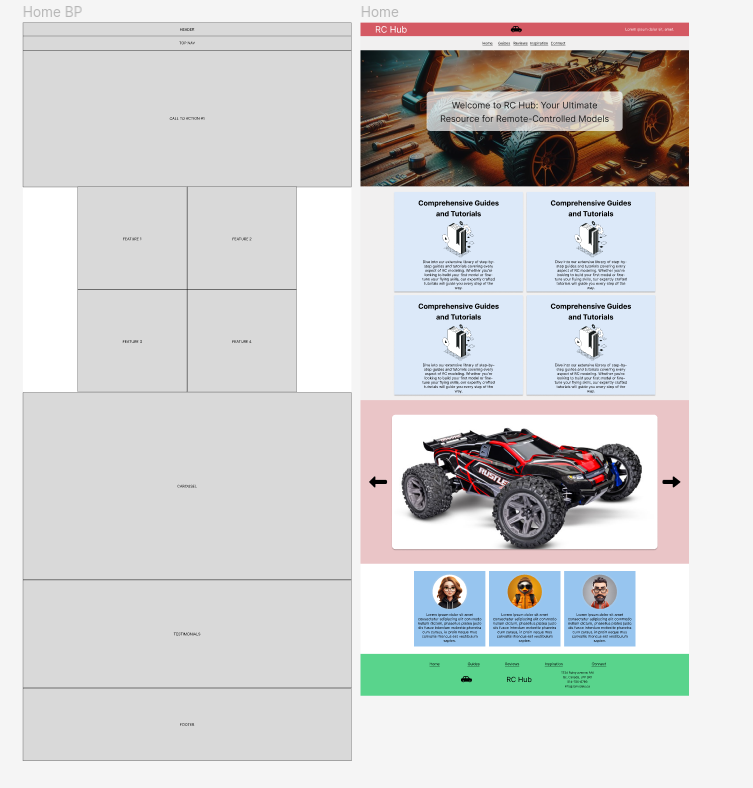 Home BP
HEADER
TOP NAV
CALL TO ACTION #1
FEATURE 1
FEATURE 2
FEATURE 3
FEATURE 4
CAROUSEL
TESTIMONIALS
FOOTER
Home
RC Hub
Lorem ipsum dolor sit, amet
Home Guides Reviews Inspiration Contact
Welcome to RC Hub: Your Ultimate
Resource for Remote-Controlled Models
Comprehensive Guides
and Tutorials
Dive into our extensive library of step-by-
step guides and tutorials covering every
aspect of RC modeling. Whether you're
looking to build your first model or fine-
tune your flying skills, our expertly crafted
tutorials will guide you every step of the
way.
Comprehensive Guides
and Tutorials
Dive into our extensive library of step-by-
step guides and tutorials covering every
aspect of RC modeling. Whether you're
looking to build your first model or fine-
tune your flying skills, our expertly crafted
tutorials will guide you every step of the
way.
Comprehensive Guides
and Tutorials
Dive into our extensive library of step-by-
step guides and tutorials covering every
aspect of RC modeling. Whether you're
looking to build your first model or fine-
tune your flying skills, our expertly crafted
tutorials will guide you every step of the
way.
Comprehensive Guides
and Tutorials
Dive into our extensive library of step-by-
step guides and tutorials covering every
aspect of RC modeling. Whether you're
looking to build your first model or fine-
tune your flying skills, our expertly crafted
tutorials will guide you every step of the
way.
RUSTLER
Lorem ipsum dolor sit amet
consectetur adipiscing elit commodo
nullam dictum, phasellus platea justo
dis fusce interdum molestie pharetra
cum cursus, in proin neque mus
commodo rhoncus est vestibulum
sapien.
Lorem ipsum dolor sit amet
consectetur adipiscing elit commodo
nullam dictum, phasellus platea justo
dis fusce interdum molestie pharetra
cum cursus, in proin neque mus
commodo rhoncus est vestibulum
sapien.
Lorem ipsum dolor sit amet
consectetur adipiscing elit commodo
nullam dictum, phasellus platea justo
dis fusce interdum molestie pharetra
cum cursus, in proin neque mus
commodo rhoncus est vestibulum
sapien.
Home Guides Reviews Inspiration Contact
RC Hub